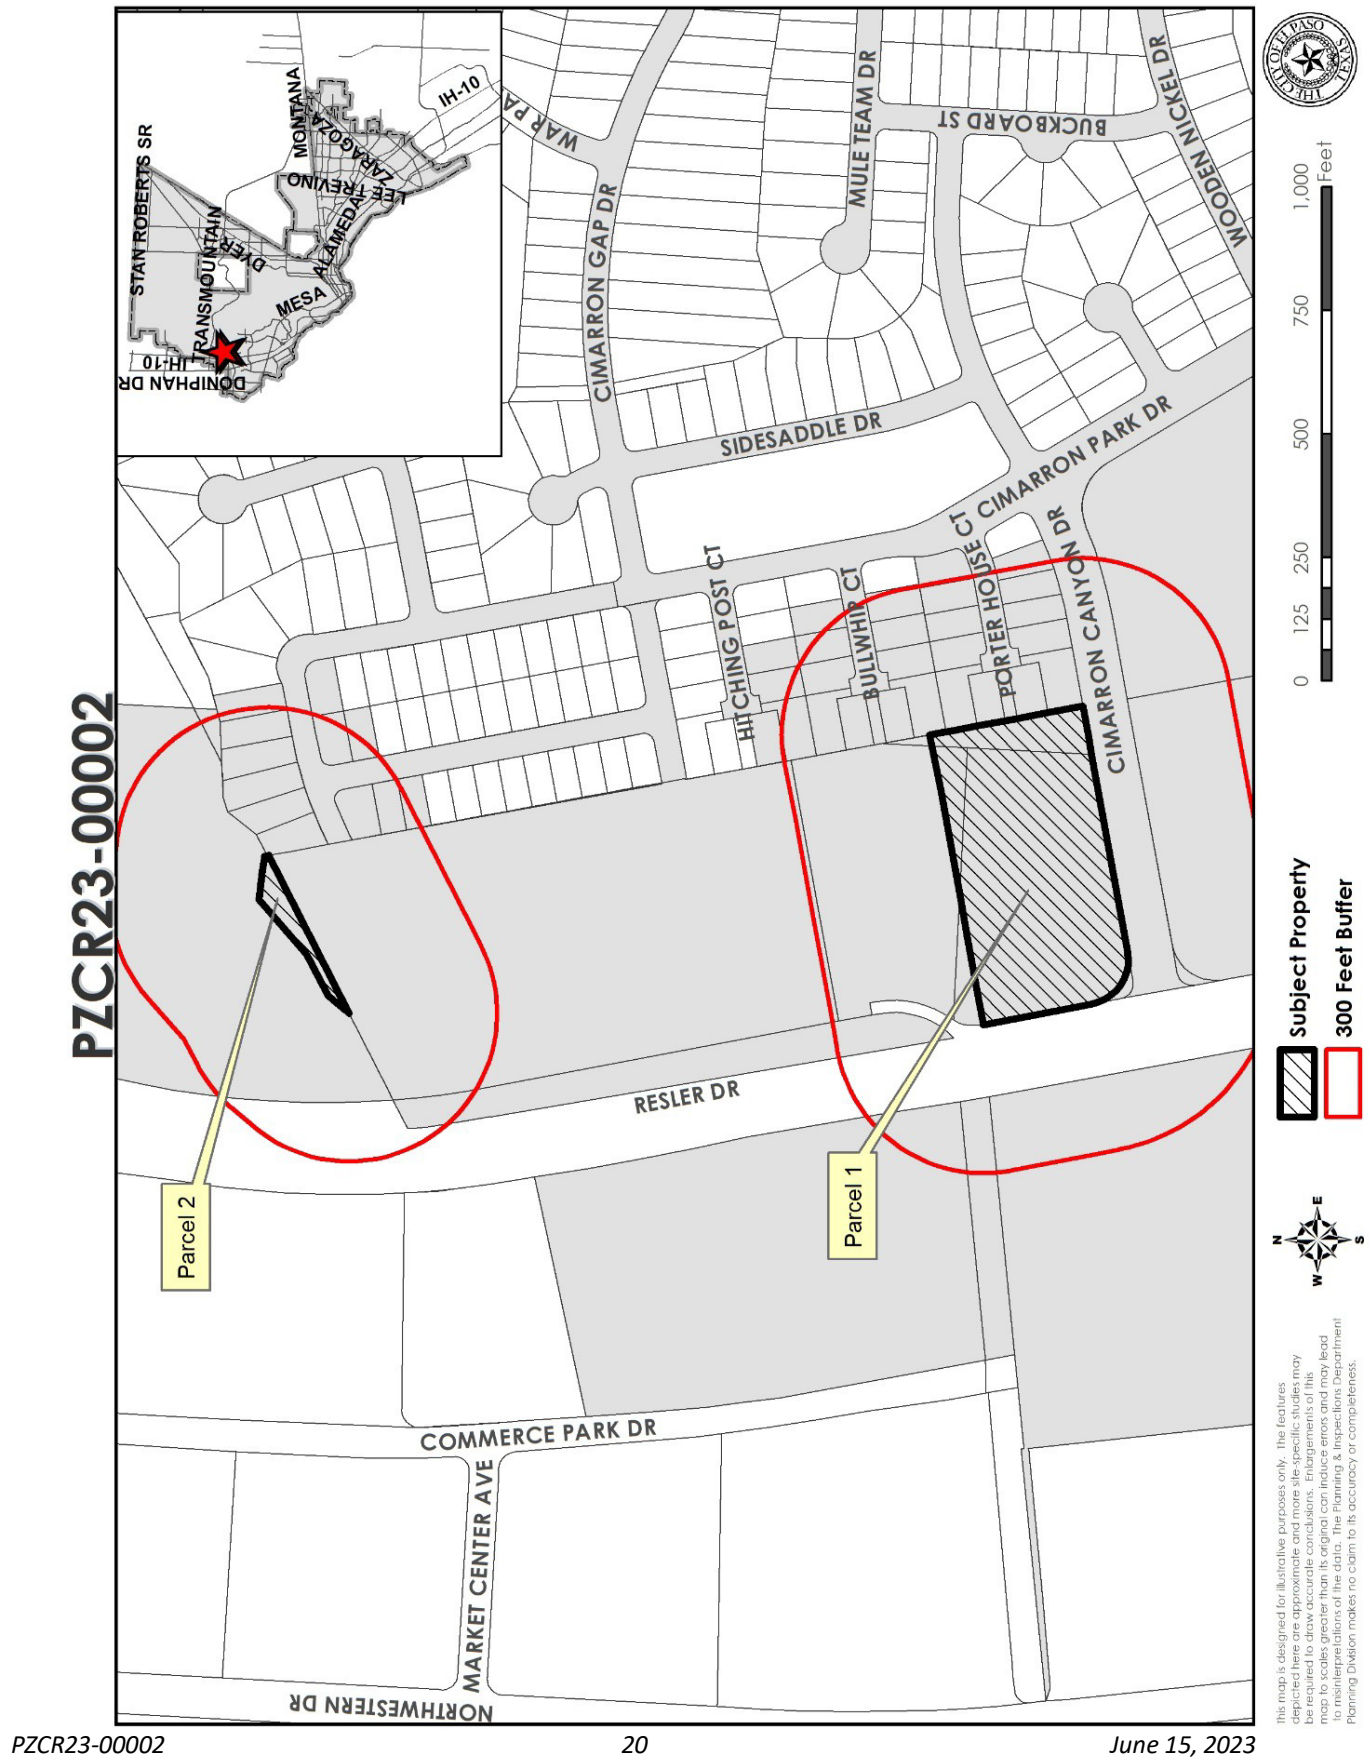 PZCR23-00002
STAN ROBERTS SR
MONTANA
ZARAGOZA
IH-10
LEE TREVINO
TRANSMOUNTAIN
DYER
ALAMEDA
MESA
IH-10
DONIPHAN DR
WAR PA
CIMARRON GAP DR
MULE TEAM DR
BUCKBOARD ST
WOODEN NICKEL DR
SIDESADDLE DR
CIMARRON PARK DR
HITCHING POST CT
BULLWHIP CT
PORTER HOUSE CT
CIMARRON CANYON DR
RESLER DR
Parcel 2
Parcel 1
COMMERCE PARK DR
MARKET CENTER AVE
NORTHWESTERN DR
This map is designed for illustrative purposes only. The features
depicted here are approximate and more site-specific studies may
be required to draw accurate conclusions. Enlargements of this
map to scales greater than its original can induce errors and may lead
to misinterpretations of the data. The Planning & Inspections Department
Planning Division makes no claim to its accuracy or completeness.
N
W
E
S
Subject Property
300 Feet Buffer
0 125 250 500 750 1,000
Feet
THE CITY OF EL PASO
TEXAS
PZCR23-00002 20 June 15, 2023